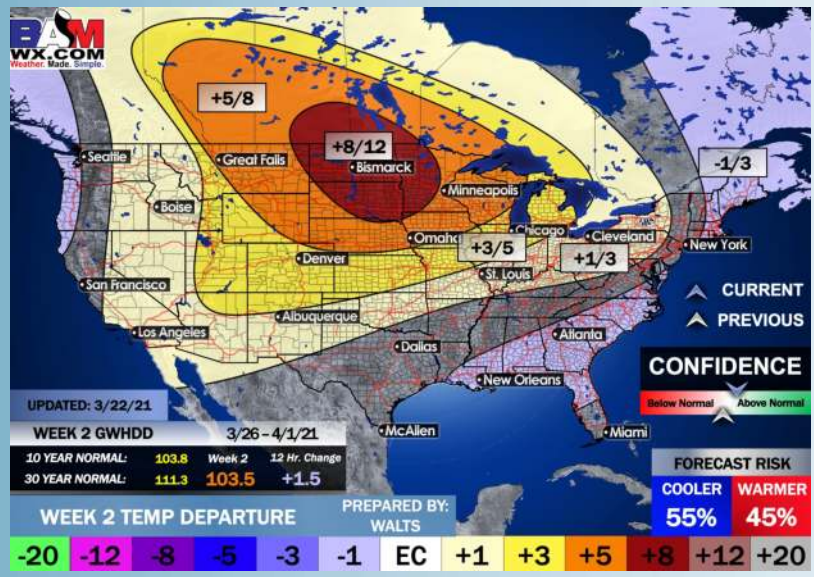 BAM
WX.COM
Weather. Made. Simple.
+5/8
+8/12
Seattle
Great Falls
Bismarck
-1/3
Minneapolis
Boise
Omaha
Chicago
Cleveland
New York
+3/5
+1/3
Denver
St. Louis
San Francisco
CURRENT
PREVIOUS
Albuquerque
Los Angeles
Atlanta
Dallas
New Orleans
McAllen
Miami
CONFIDENCE
Below Normal
Above Normal
UPDATED: 3/22/21
WEEK 2 GWHDD 3/26 - 4/1/21
10 YEAR NORMAL: 103.8 Week 2 12 Hr. Change
30 YEAR NORMAL: 111.3 103.5 +1.5
FORECAST RISK
COOLER WARMER
55% 45%
WEEK 2 TEMP DEPARTURE
PREPARED BY:
WALTS
-20 -12 -8 -5 -3 -1 EC +1 +3 +5 +8 +12 +20